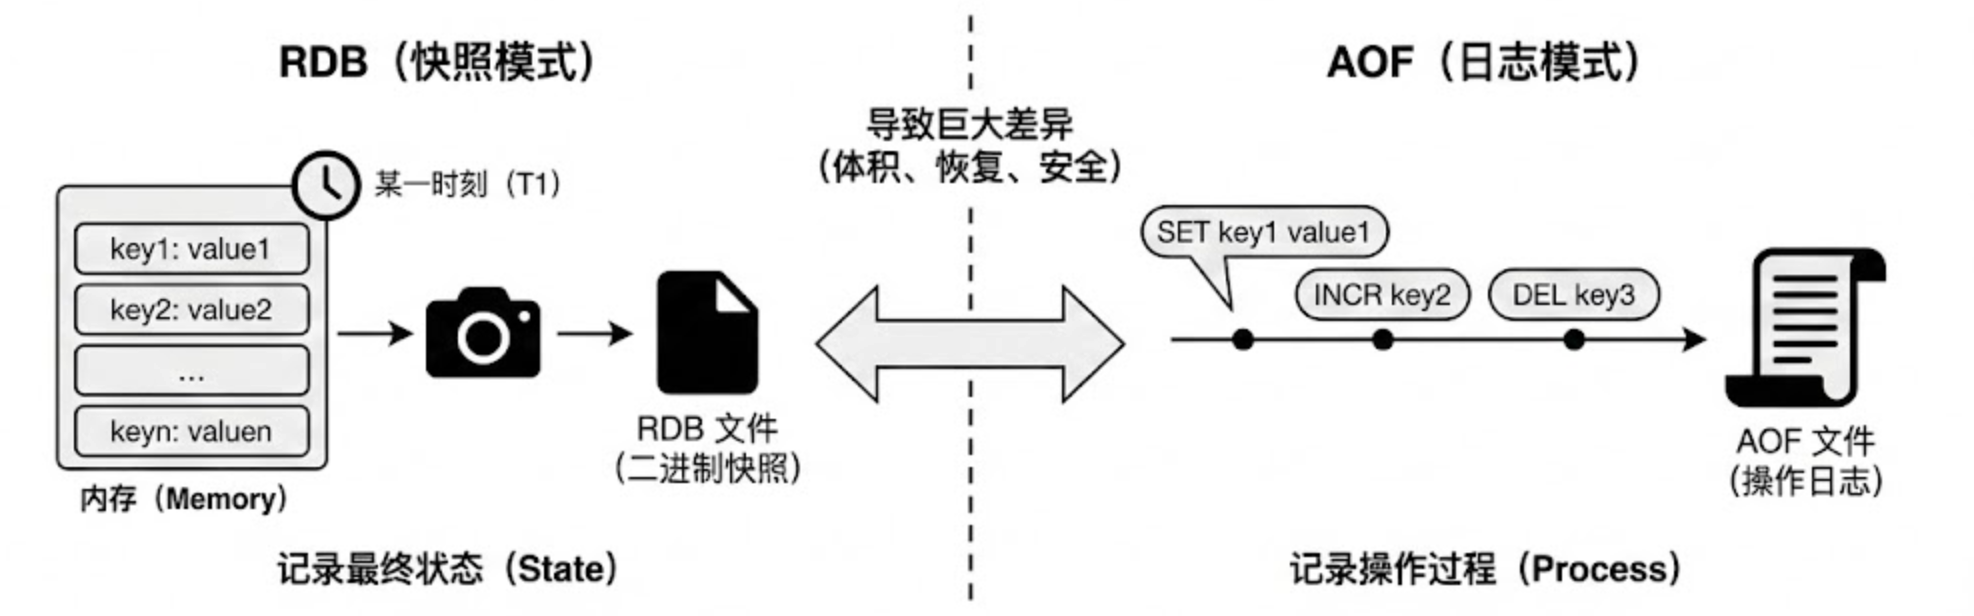 RDB（快照模式）
某一时刻（T1）
key1: value1
key2: value2
...
keyn: valuen
内存（Memory）
RDB 文件
（二进制快照）
记录最终状态（State）
导致巨大差异
（体积、恢复、安全）
AOF（日志模式）
SET key1 value1
INCR key2
DEL key3
AOF 文件
（操作日志）
记录操作过程（Process）